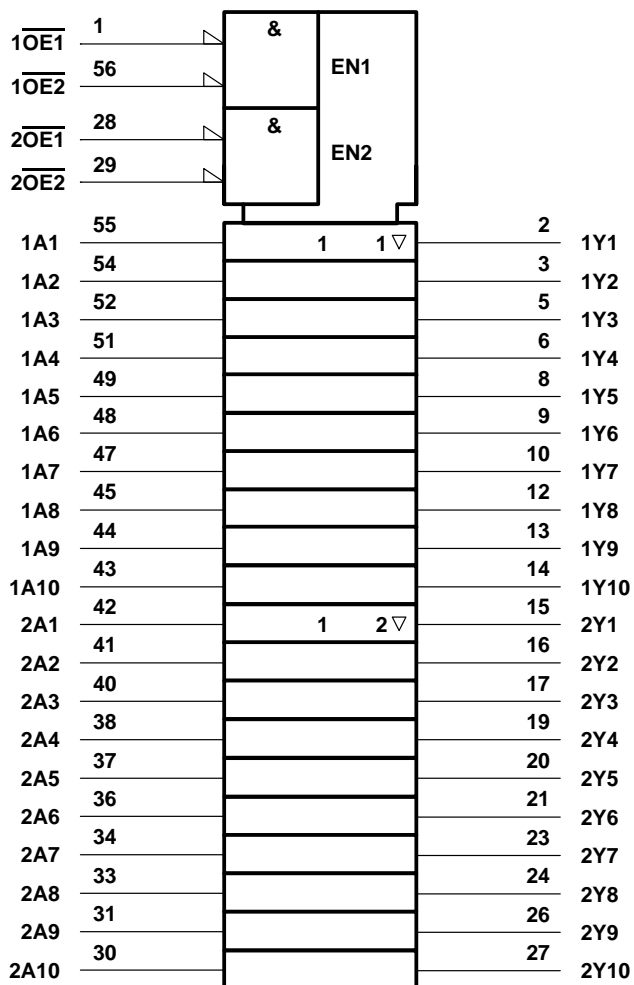 1OE1 1 &
1OE2 56 EN1
2OE1 28 &
2OE2 29 EN2
1A1 55 1 1 ▽ 2 1Y1
1A2 54 3 1Y2
1A3 52 5 1Y3
1A4 51 6 1Y4
1A5 49 8 1Y5
1A6 48 9 1Y6
1A7 47 10 1Y7
1A8 45 12 1Y8
1A9 44 13 1Y9
1A10 43 14 1Y10
2A1 42 1 2 ▽ 15 2Y1
2A2 41 16 2Y2
2A3 40 17 2Y3
2A4 38 19 2Y4
2A5 37 20 2Y5
2A6 36 21 2Y6
2A7 34 23 2Y7
2A8 33 24 2Y8
2A9 31 26 2Y9
2A10 30 27 2Y10